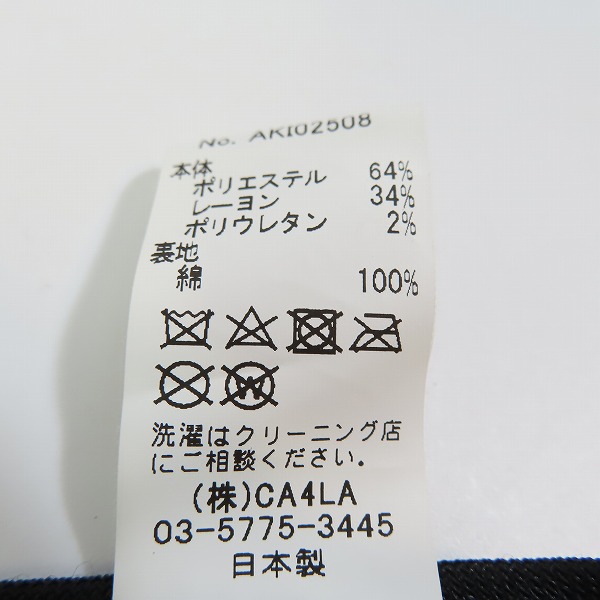 No. AKI02508
本体
ポリエステル 64%
レーヨン 34%
ポリウレタン 2%
裏地
綿 100%
W
洗濯はクリーニング店
にご相談ください。
(株)CA4LA
03-5775-3445
日本製